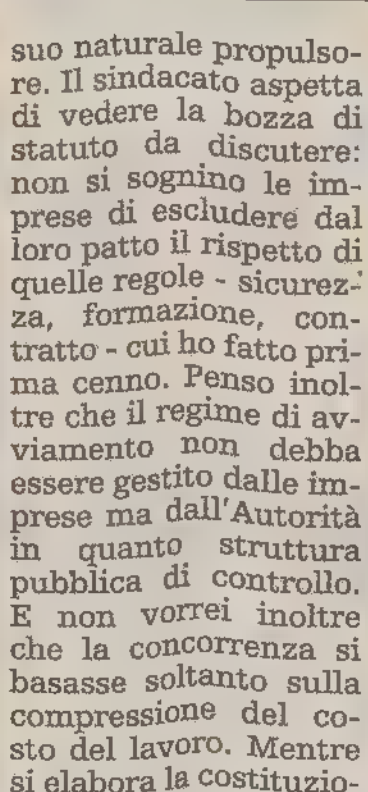 suo naturale propulso-
re. Il sindacato aspetta
di vedere la bozza di
statuto da discutere:
non si sognino le im-
prese di escludere dal
loro patto il rispetto di
quelle regole - sicurez-
za, formazione, con-
tratto - cui ho fatto pri-
ma cenno. Penso inol-
tre che il regime di av-
viamento non debba
essere gestito dalle im-
prese ma dall'Autorità
in quanto struttura
pubblica di controllo.
E non vorrei inoltre
che la concorrenza si
basasse soltanto sulla
compressione del co-
sto del lavoro. Mentre
si elabora la costituzio-